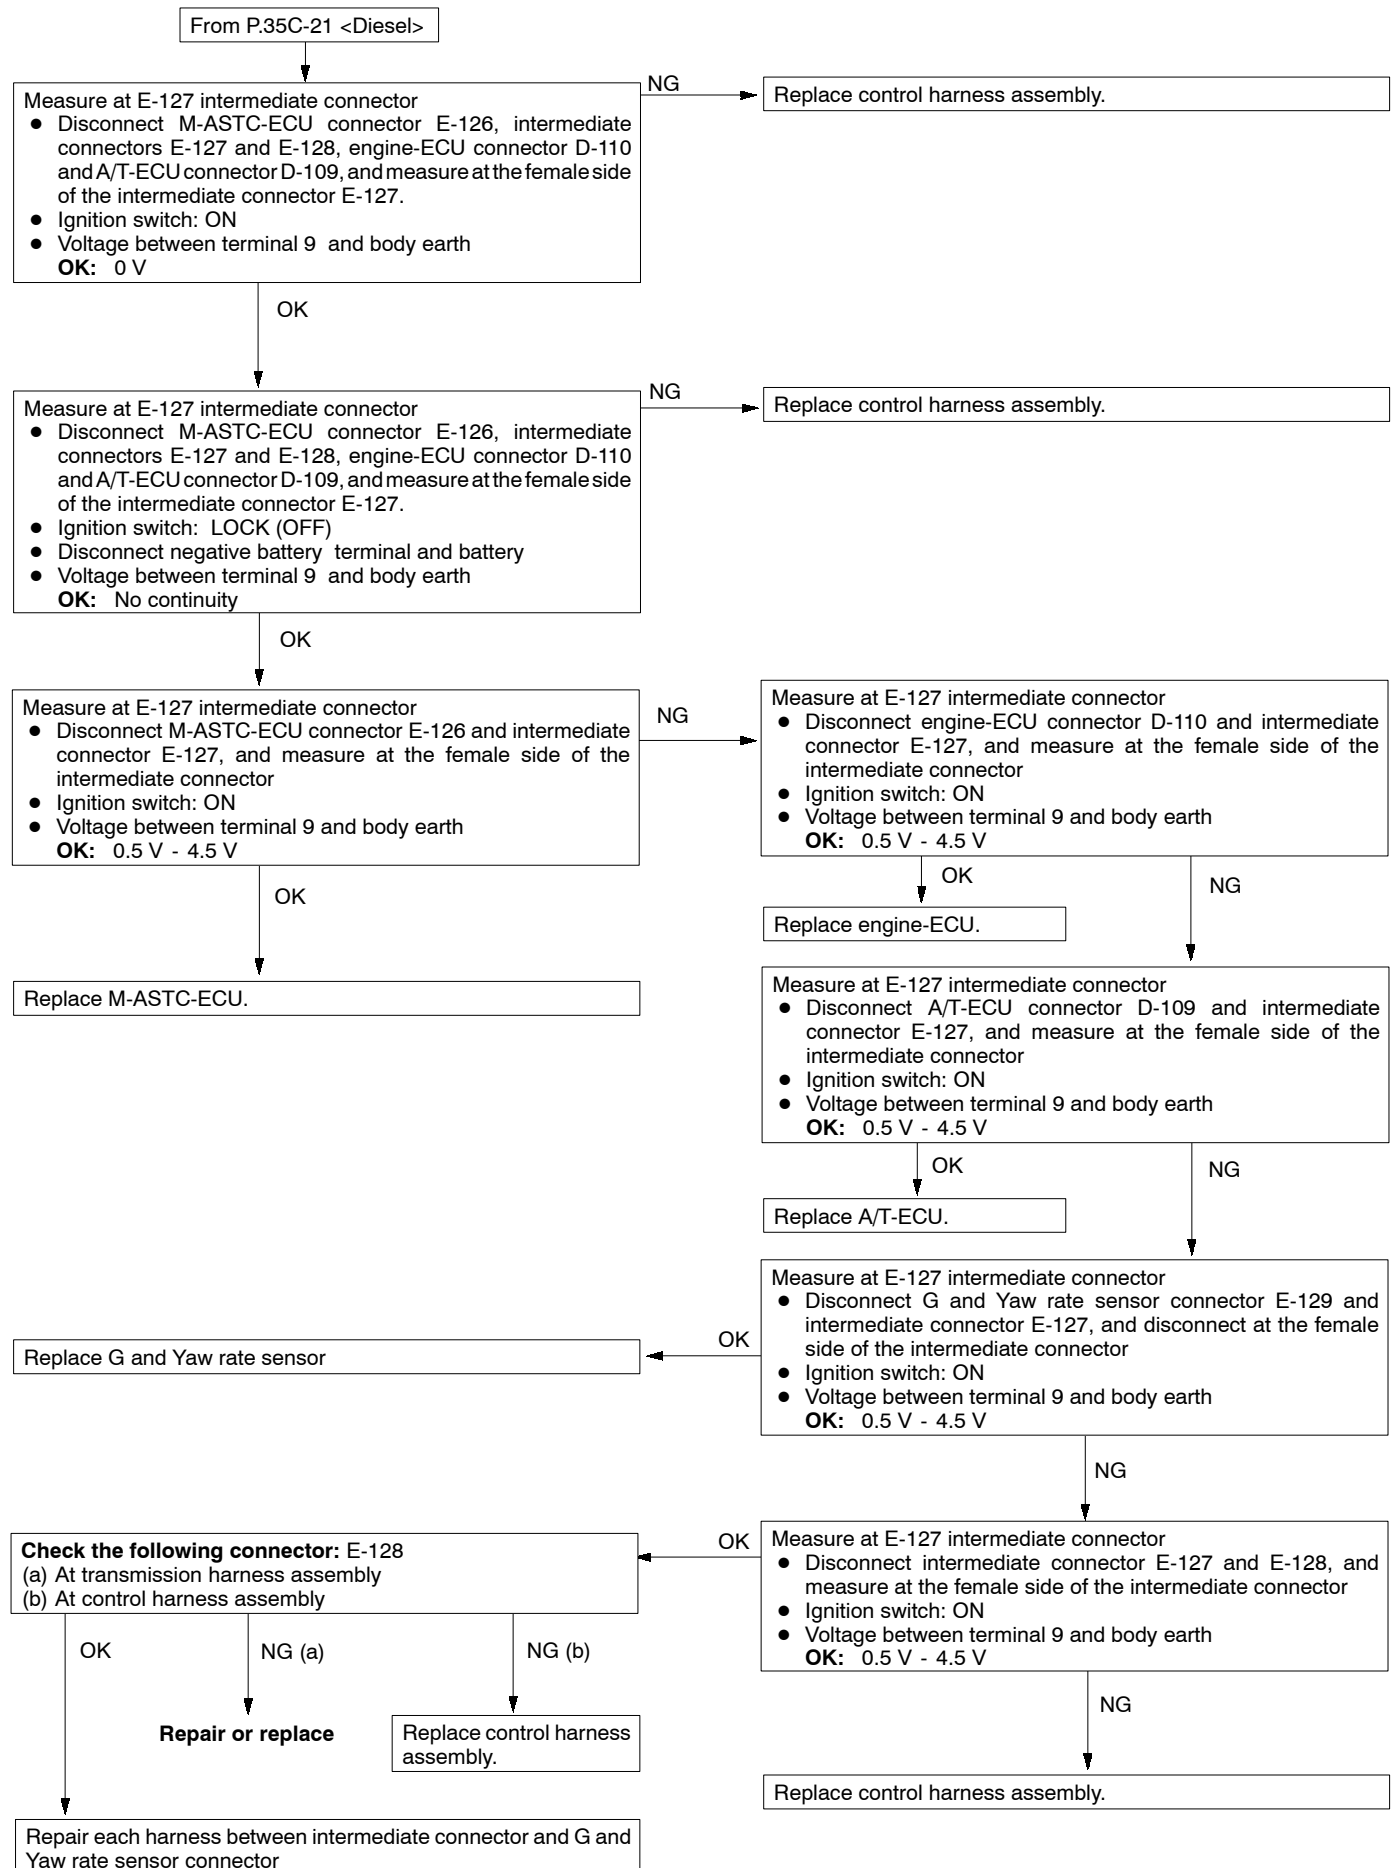 From P.35C-21 <Diesel>
Measure at E-127 intermediate connector
● Disconnect M-ASTC-ECU connector E-126, intermediate
connectors E-127 and E-128, engine-ECU connector D-110
and A/T-ECU connector D-109, and measure at the female side
of the intermediate connector E-127.
● Ignition switch: ON
● Voltage between terminal 9 and body earth
OK: 0 V
NG
Replace control harness assembly.
OK
Measure at E-127 intermediate connector
● Disconnect M-ASTC-ECU connector E-126, intermediate
connectors E-127 and E-128, engine-ECU connector D-110
and A/T-ECU connector D-109, and measure at the female side
of the intermediate connector E-127.
● Ignition switch: LOCK (OFF)
● Disconnect negative battery terminal and battery
● Voltage between terminal 9 and body earth
OK: No continuity
NG
Replace control harness assembly.
OK
Measure at E-127 intermediate connector
● Disconnect M-ASTC-ECU connector E-126 and intermediate
connector E-127, and measure at the female side of the
intermediate connector
● Ignition switch: ON
● Voltage between terminal 9 and body earth
OK: 0.5 V - 4.5 V
NG
Measure at E-127 intermediate connector
● Disconnect engine-ECU connector D-110 and intermediate
connector E-127, and measure at the female side of the
intermediate connector
● Ignition switch: ON
● Voltage between terminal 9 and body earth
OK: 0.5 V - 4.5 V
OK
Replace M-ASTC-ECU.
OK
NG
Replace engine-ECU.
Measure at E-127 intermediate connector
● Disconnect A/T-ECU connector D-109 and intermediate
connector E-127, and measure at the female side of the
intermediate connector
● Ignition switch: ON
● Voltage between terminal 9 and body earth
OK: 0.5 V - 4.5 V
OK
NG
Replace A/T-ECU.
Measure at E-127 intermediate connector
● Disconnect G and Yaw rate sensor connector E-129 and
intermediate connector E-127, and disconnect at the female
side of the intermediate connector
● Ignition switch: ON
● Voltage between terminal 9 and body earth
OK: 0.5 V - 4.5 V
OK
Replace G and Yaw rate sensor
NG
Measure at E-127 intermediate connector
● Disconnect intermediate connector E-127 and E-128, and
measure at the female side of the intermediate connector
● Ignition switch: ON
● Voltage between terminal 9 and body earth
OK: 0.5 V - 4.5 V
OK
Check the following connector: E-128
(a) At transmission harness assembly
(b) At control harness assembly
OK
NG (a)
NG (b)
NG
Repair or replace
Replace control harness
assembly.
Replace control harness assembly.
Repair each harness between intermediate connector and G and
Yaw rate sensor connector